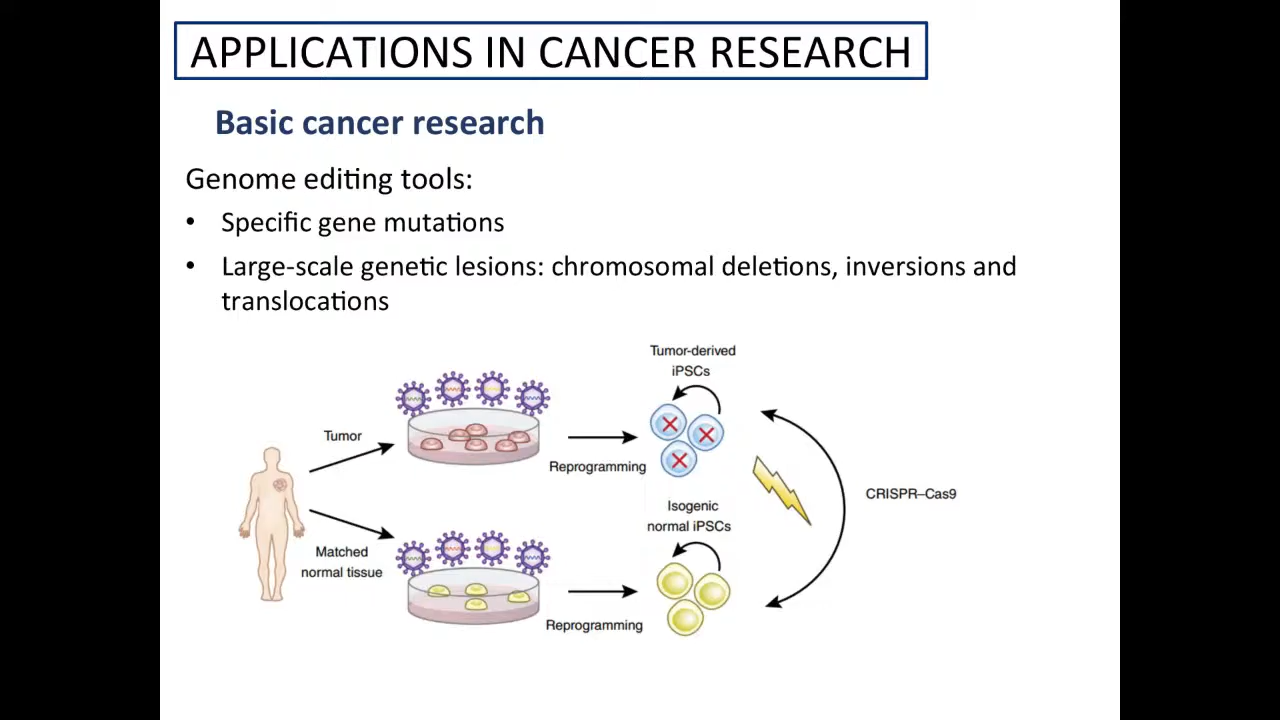 APPLICATIONS IN CANCER RESEARCH
Basic cancer research
Genome editing tools:
• Specific gene mutations
• Large-scale genetic lesions: chromosomal deletions, inversions and
translocations
Tumor-derived
iPSCs
Tumor
Reprogramming
CRISPR–Cas9
Isogenic
normal iPSCs
Matched
normal tissue
Reprogramming